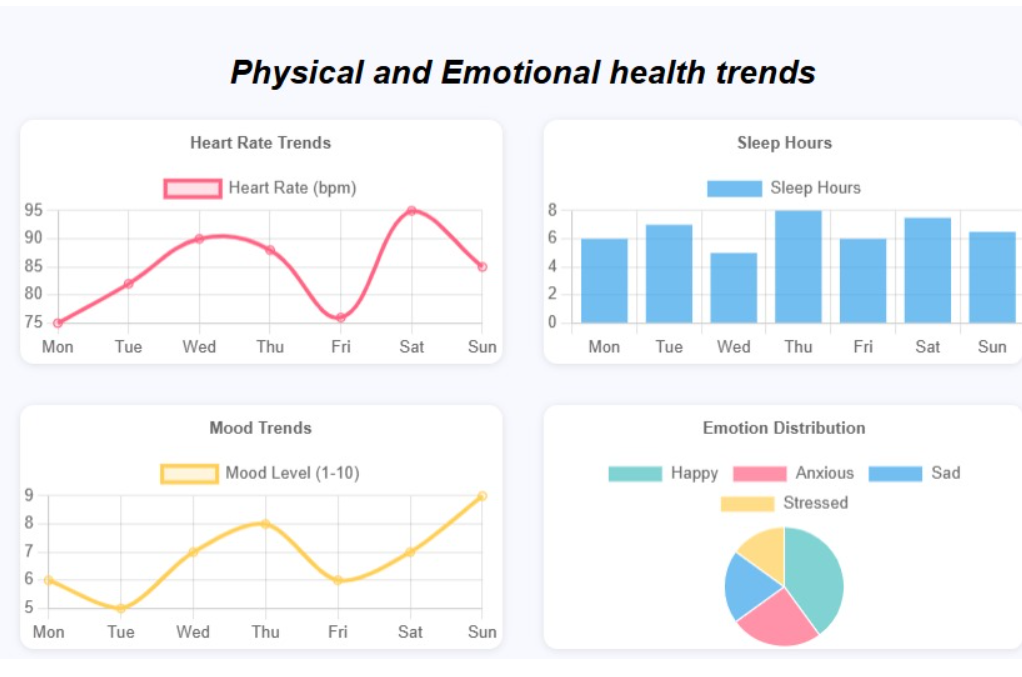 Physical and Emotional health trends
Heart Rate Trends
Heart Rate (bpm)
95
90
85
80
75
Mon Tue Wed Thu Fri Sat Sun
Sleep Hours
Sleep Hours
8
6
4
2
0
Mon Tue Wed Thu Fri Sat Sun
Mood Trends
Mood Level (1-10)
9
8
7
6
5
Mon Tue Wed Thu Fri Sat Sun
Emotion Distribution
Happy Anxious Sad
Stressed